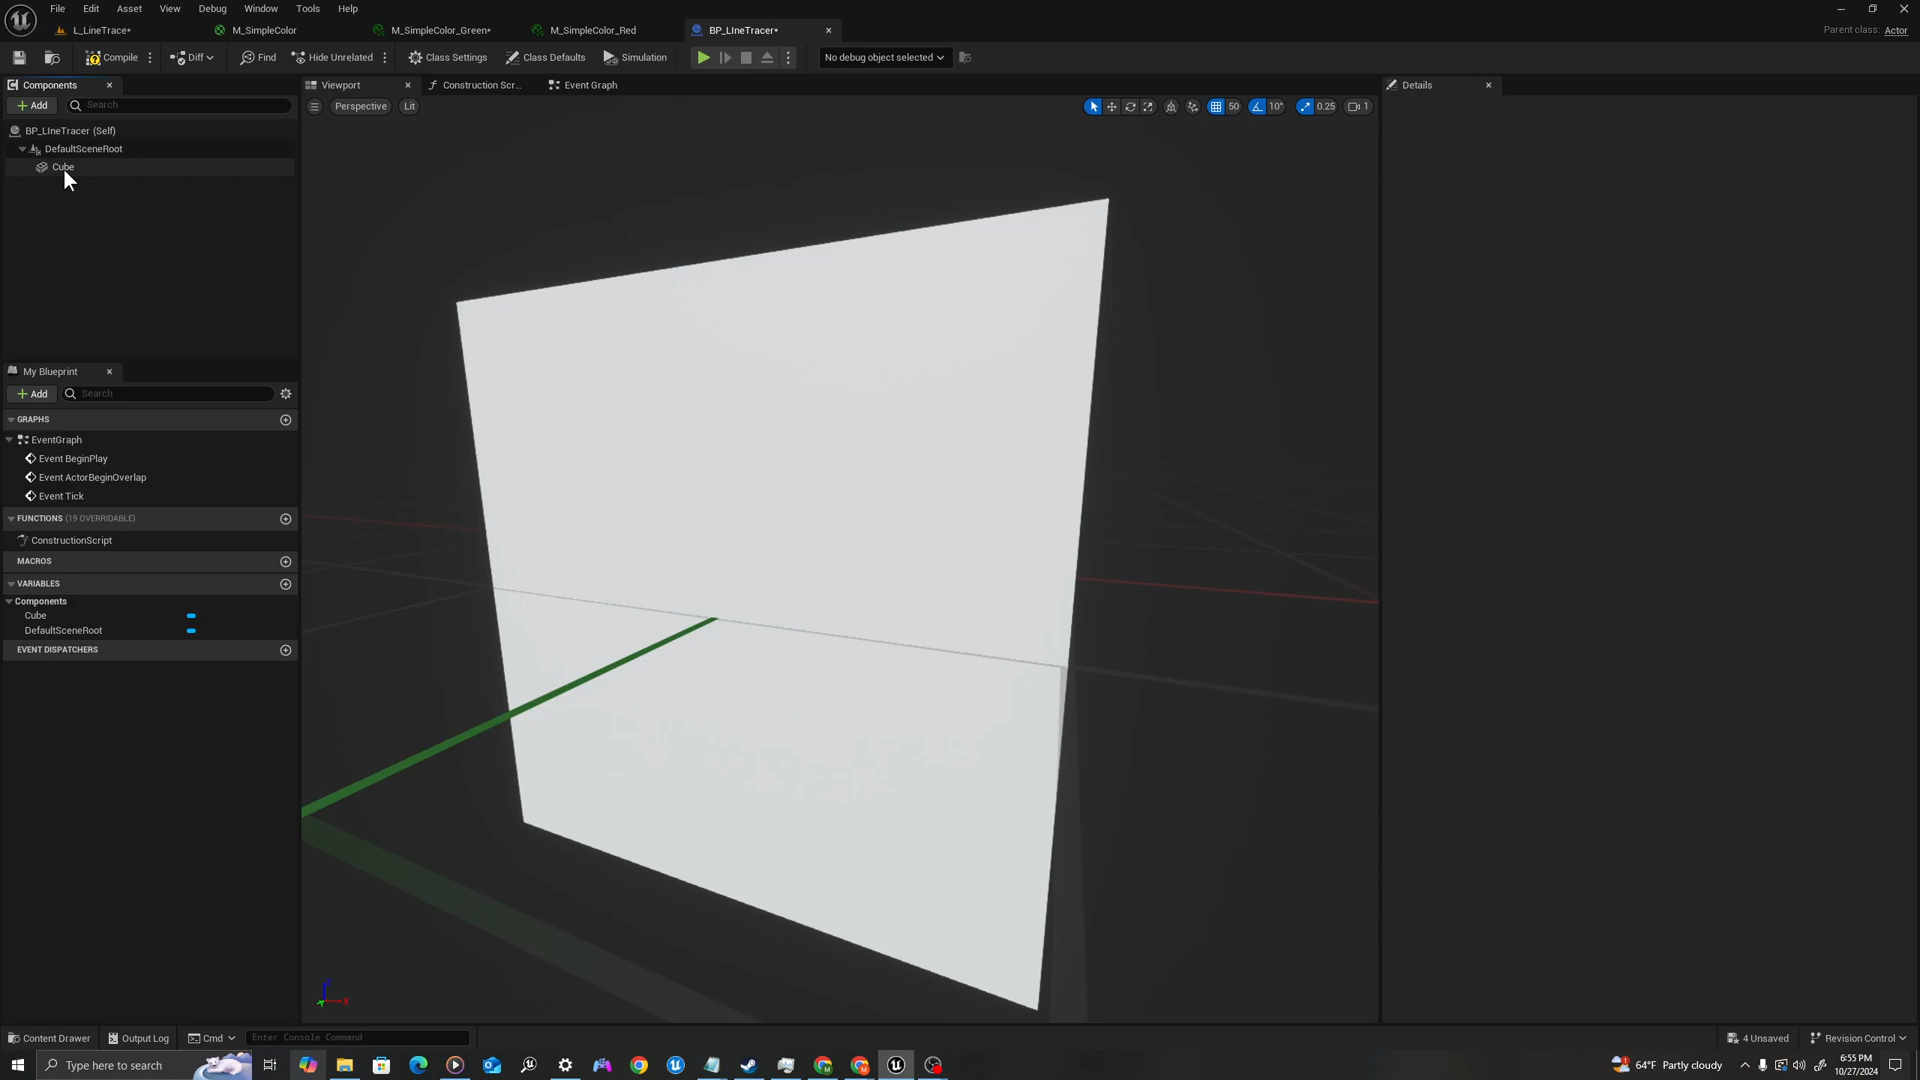 File Edit Asset View Debug Window Tools Help
L_LineTrace* M_SimpleColor M_SimpleColor_Green* M_SimpleColor_Red BP_LIneTracer* Parent class: Actor
Compile Diff Find Hide Unrelated Class Settings Class Defaults Simulation No debug object selected
Components Viewport Construction Scr... Event Graph Details
Add Search Perspective Lit 50 10° 0.25 1
BP_LIneTracer (Self)
DefaultSceneRoot
Cube
My Blueprint
Add Search
GRAPHS
EventGraph
Event BeginPlay
Event ActorBeginOverlap
Event Tick
FUNCTIONS (19 OVERRIDABLE)
ConstructionScript
MACROS
VARIABLES
Components
Cube
DefaultSceneRoot
EVENT DISPATCHERS
Content Drawer Output Log Cmd Enter Console Command 4 Unsaved Revision Control
Type here to search 64°F Partly cloudy 6:55 PM
10/27/2024